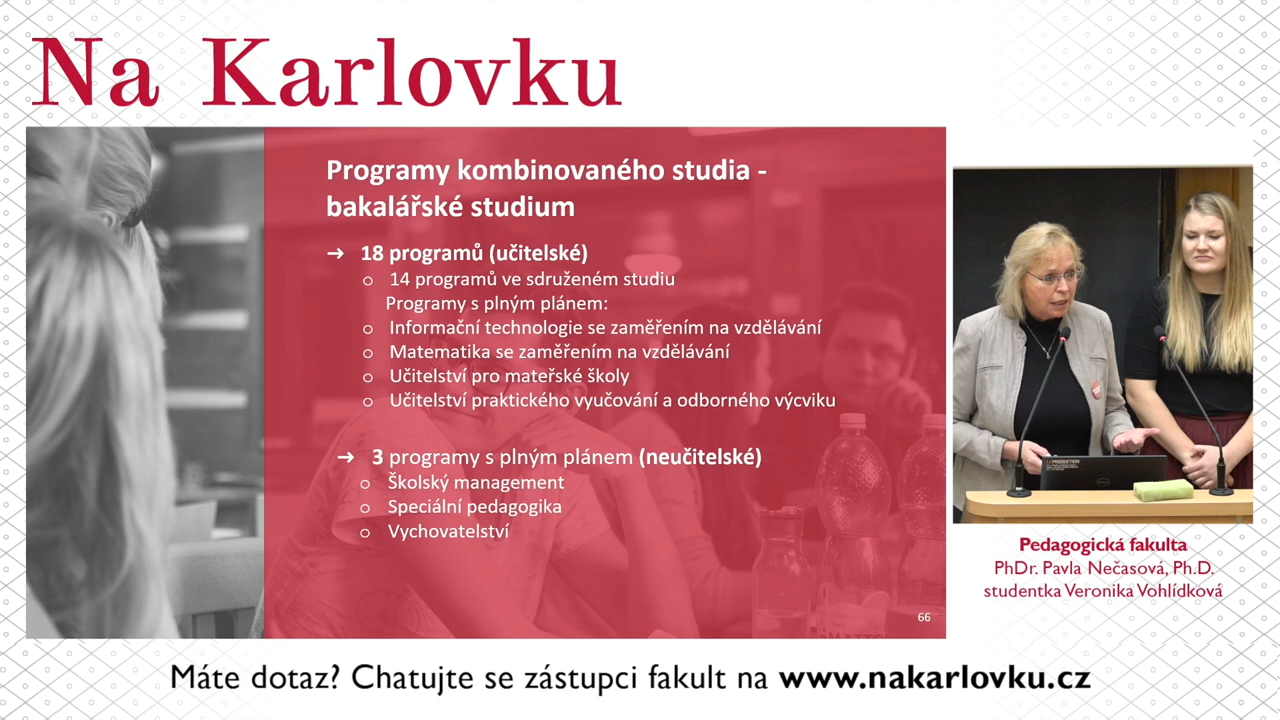 Na Karlovku
Programy kombinovaného studia -
bakalářské studium
➔ 18 programů (učitelské)
o 14 programů ve sdruženém studiu
Programy s plným plánem:
o Informační technologie se zaměřením na vzdělávání
o Matematika se zaměřením na vzdělávání
o Učitelství pro mateřské školy
o Učitelství praktického vyučování a odborného výcviku
➔ 3 programy s plným plánem (neučitelské)
o Školský management
o Speciální pedagogika
o Vychovatelství
66
PRODUCTION
Pedagogická fakulta
PhDr. Pavla Nečasová, Ph.D.
studentka Veronika Vohlídková
Máte dotaz? Chatujte se zástupci fakult na www.nakarlovku.cz